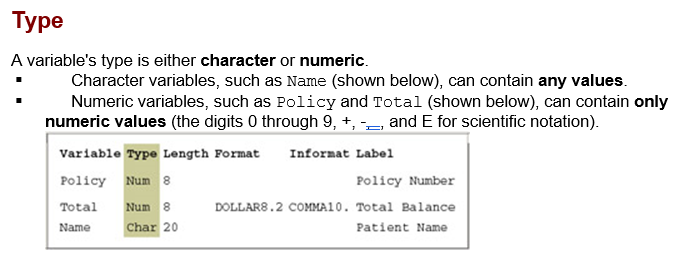 Type
A variable's type is either character or numeric.
▪ Character variables, such as Name (shown below), can contain any values.
▪ Numeric variables, such as Policy and Total (shown below), can contain only
numeric values (the digits 0 through 9, +, -, and E for scientific notation).
Variable Type Length Format Informat Label
Policy Num 8 Policy Number
Total Num 8 DOLLAR8.2 COMMA10. Total Balance
Name Char 20 Patient Name